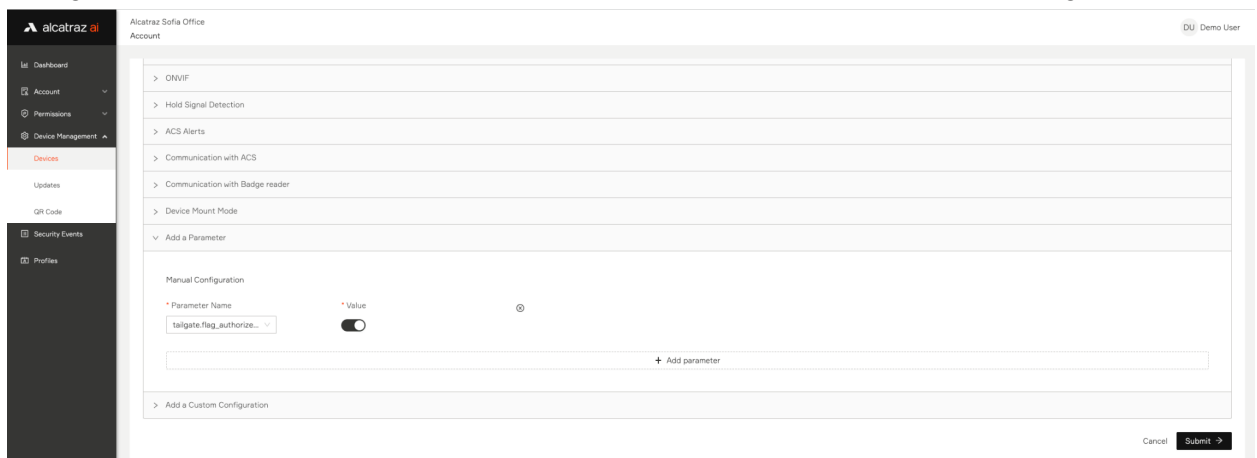 alcatraz ai
Alcatraz Sofia Office
Account
DU Demo User
Dashboard
Account
Permissions
Device Management
Devices
Updates
QR Code
Security Events
Profiles
ONVIF
Hold Signal Detection
ACS Alerts
Communication with ACS
Communication with Badge reader
Device Mount Mode
Add a Parameter
Manual Configuration
* Parameter Name * Value
tailgate.flag_authorize...
+ Add parameter
Add a Custom Configuration
Cancel Submit →